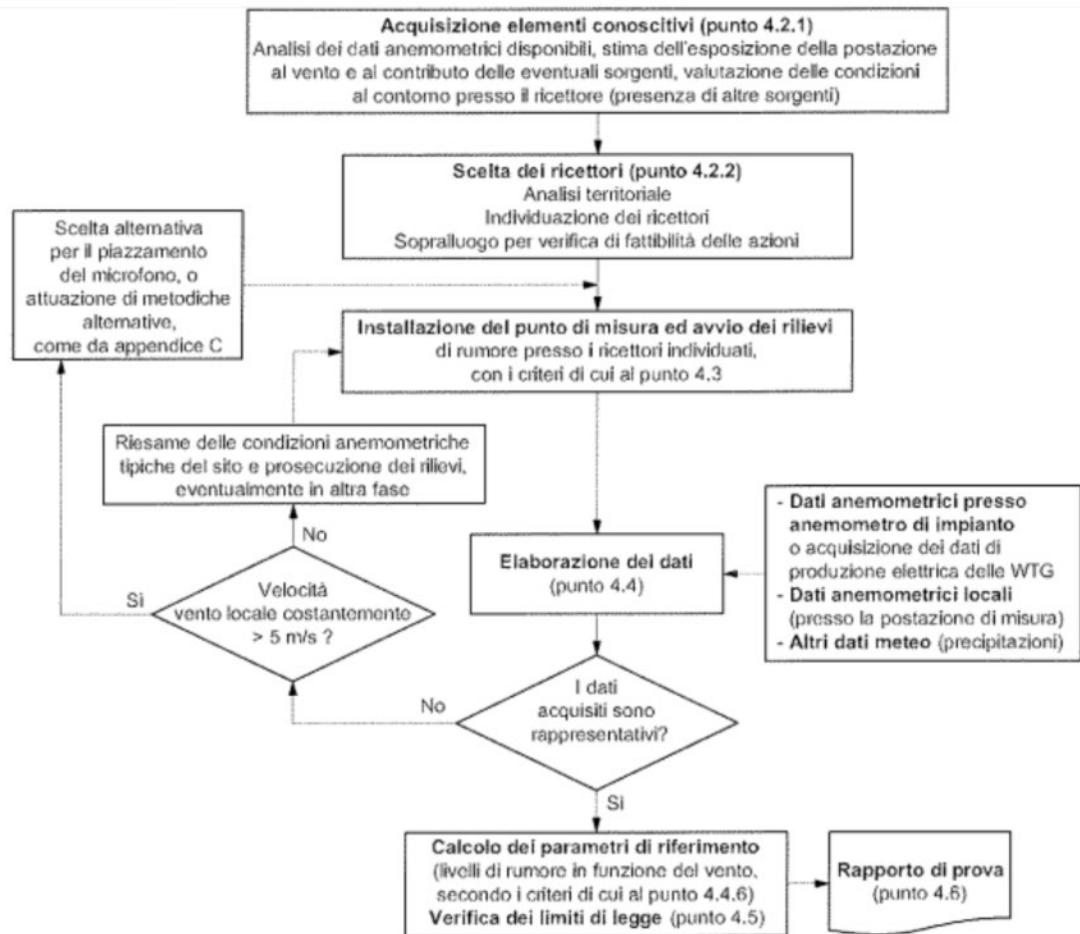 Acquisizione elementi conoscitivi (punto 4.2.1)
Analisi dei dati anemometrici disponibili, stima dell'esposizione della postazione
al vento e al contributo delle eventuali sorgenti, valutazione delle condizioni
al contorno presso il ricettore (presenza di altre sorgenti)
Scelta dei ricettori (punto 4.2.2)
Analisi territoriale
Individuazione dei ricettori
Sopralluogo per verifica di fattibilità delle azioni
Scelta alternativa
per il piazzamento
del microfono, o
attuazione di metodiche
alternative,
come da appendice C
Installazione del punto di misura ed avvio dei rilievi
di rumore presso i ricettori individuati,
con i criteri di cui al punto 4.3
Riesame delle condizioni anemometriche
tipiche del sito e prosecuzione dei rilievi,
eventualmente in altra fase
- Dati anemometrici presso
anemometro di impianto
o acquisizione dei dati di
produzione elettrica delle WTG
- Dati anemometrici locali
(presso la postazione di misura)
- Altri dati meteo (precipitazioni)
Elaborazione dei dati
(punto 4.4)
No
Sì
Velocità
vento locale costantemente
> 5 m/s ?
No
I dati
acquisiti sono
rappresentativi?
Sì
Calcolo dei parametri di riferimento
(livelli di rumore in funzione del vento,
secondo i criteri di cui al punto 4.4.6)
Verifica dei limiti di legge (punto 4.5)
Rapporto di prova
(punto 4.6)